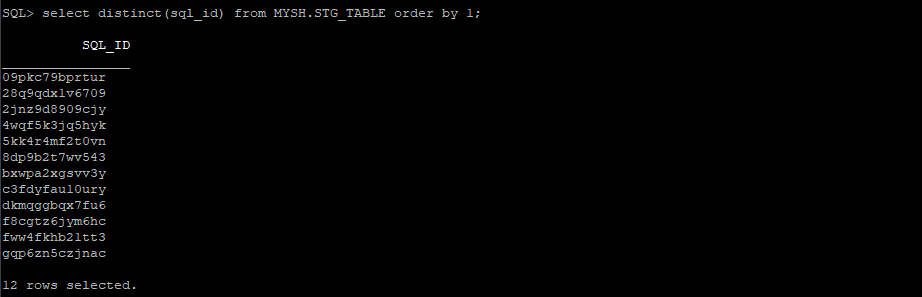 SQL> select distinct(sql_id) from MYSH.STG_TABLE order by 1;
SQL_ID
________________
09pkc79bprtur
28q9qdx1v6709
2jnz9d8909cjy
4wqf5k3jq5hyk
5kk4r4mf2t0vn
8dp9b2t7wv543
bxwpa2xgsvv3y
c3fdyfau10ury
dkmqggbqx7fu6
f8cgtz6jym6hc
fww4fkhb21tt3
gqp6zn5czjnac
12 rows selected.